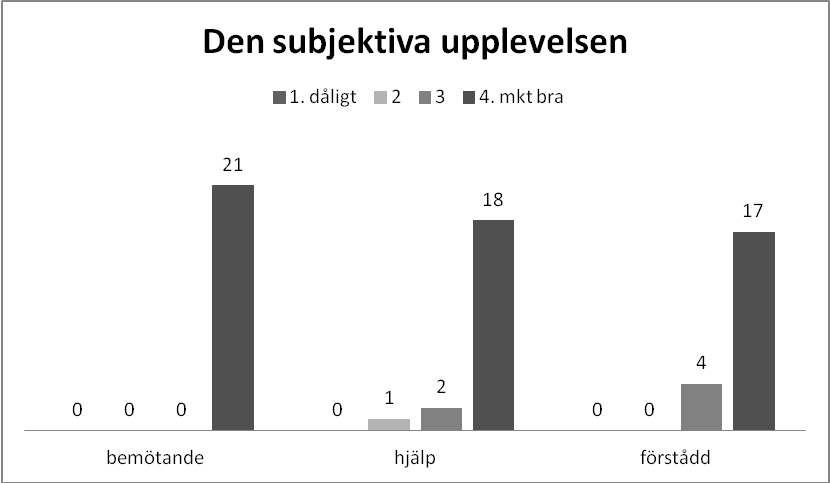 Den subjektiva upplevelsen
1. dåligt 2 3 4. mkt bra
0 0 0 21 0 1 2 18 0 0 4 17
bemötande hjälp förstådd